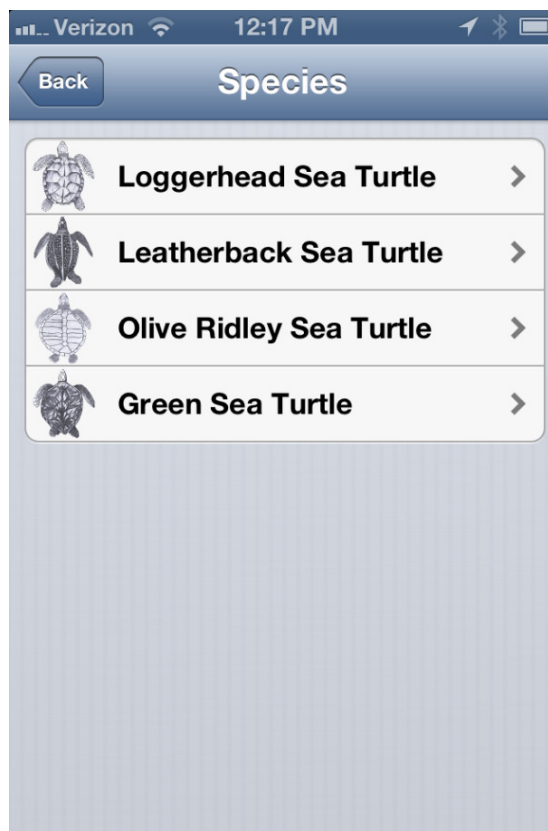 Verizon 12:17 PM
Back Species
Loggerhead Sea Turtle
Leatherback Sea Turtle
Olive Ridley Sea Turtle
Green Sea Turtle